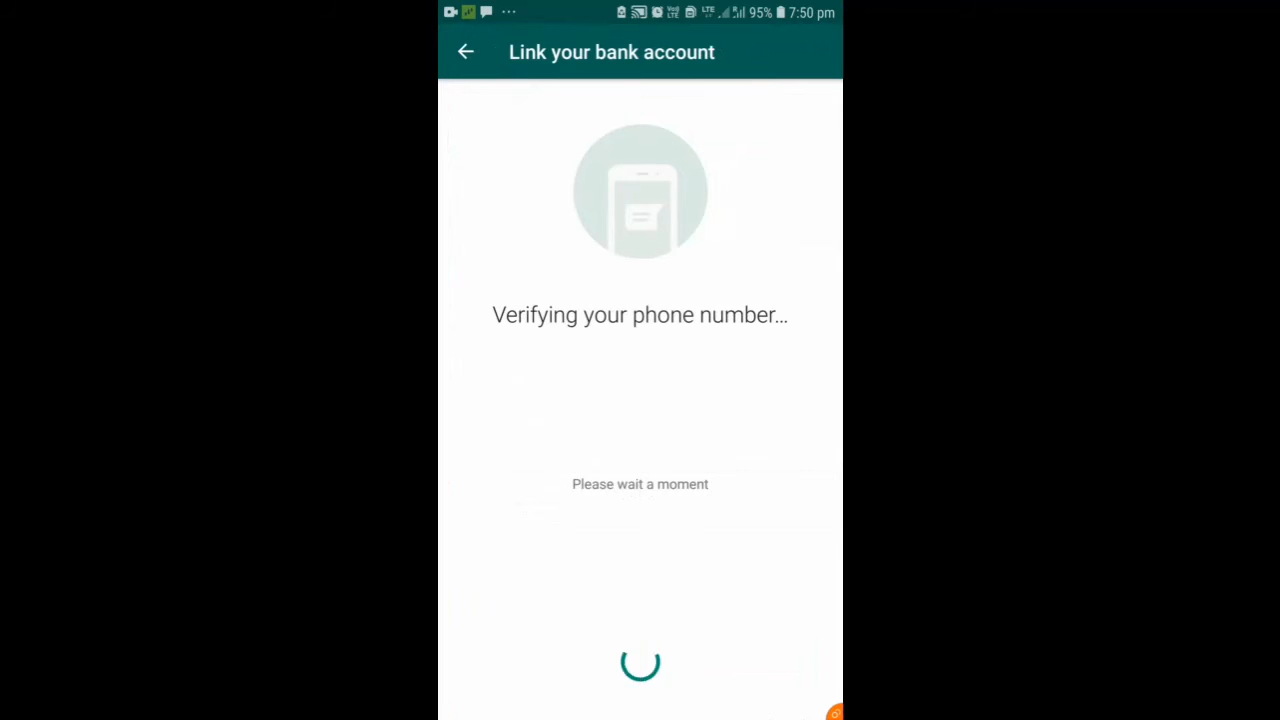 95% 7:50 pm
Link your bank account
Verifying your phone number...
Please wait a moment